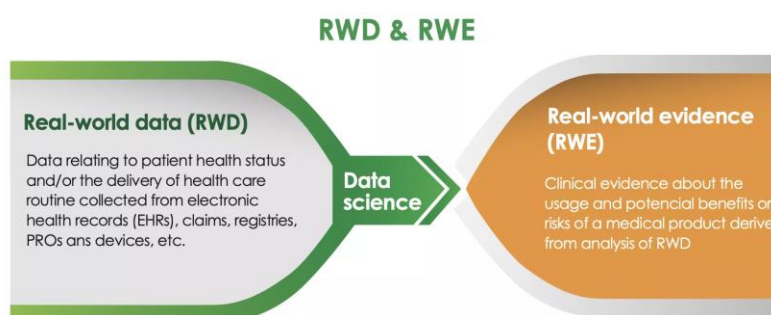 RWD & RWE
Real-world data (RWD)
Data relating to patient health status
and/or the delivery of health care
routine collected from electronic
health records (EHRs), claims, registries,
PROs ans devices, etc.
Data
science
Real-world evidence
(RWE)
Clinical evidence about the
usage and potencial benefits or
risks of a medical product derive
from analysis of RWD